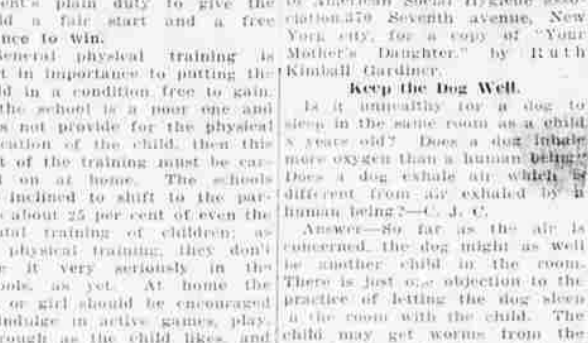 ent's plain duty to give the
ld a fair start and a free
nce to win.
eneral physical training is
t in importance to putting the
ld in a condition free to gain.
the school is a poor one and
s not provide for the physical
cation of the child, then this
t of the training must be car-
l on at home. The schools
inclined to shift to the par-
about 25 per cent of even the
tal training of children; as
physical training, they don't
it very seriously in the
ools, as yet. At home the
or girl should be encouraged
indulge in active games, play,
rough as the child likes, and
of American Social Hygiene asso-
ciation, 370 Seventh avenue, New
York city, for a copy of "Your
Mother's Daughter," by Ruth
Kimball Gardiner.
Keep the Dog Well.
Is it unhealthy for a dog to
sleep in the same room as a child
x years old? Does a dog inhale
more oxygen than a human being?
Does a dog exhale air which is
different from air exhaled by a
human being?—C. J. C.
Answer—So far as the air is
concerned, the dog might as well
be another child in the room.
There is just one objection to the
practice of letting the dog sleep
n the room with the child. The
child may get worms from the